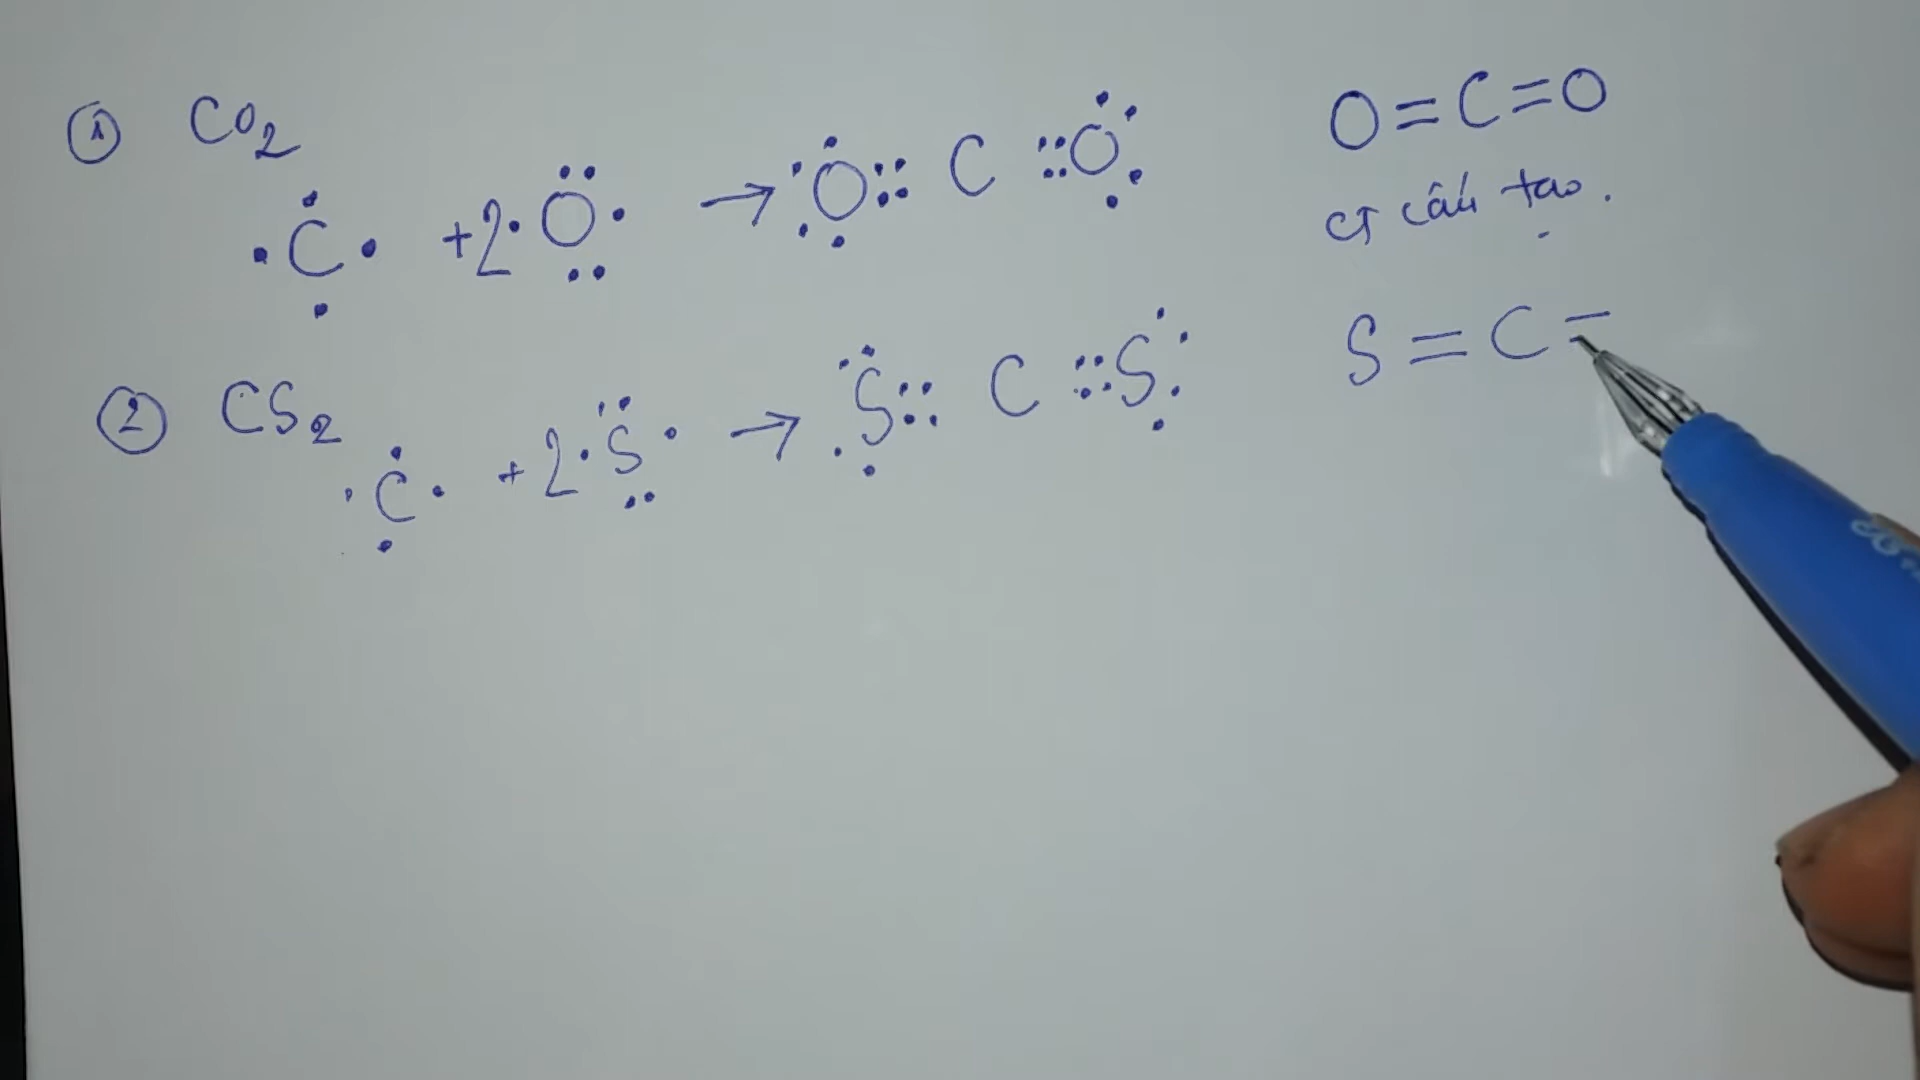 ① CO₂
·C· + 2·O· → O :: C :: O
O = C = O
CT cấu tạo.
② CS₂
·C· + 2·S· → S :: C :: S
S = C =